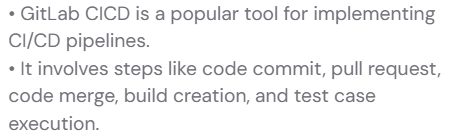 • GitLab CICD is a popular tool for implementing
CI/CD pipelines.
• It involves steps like code commit, pull request,
code merge, build creation, and test case
execution.